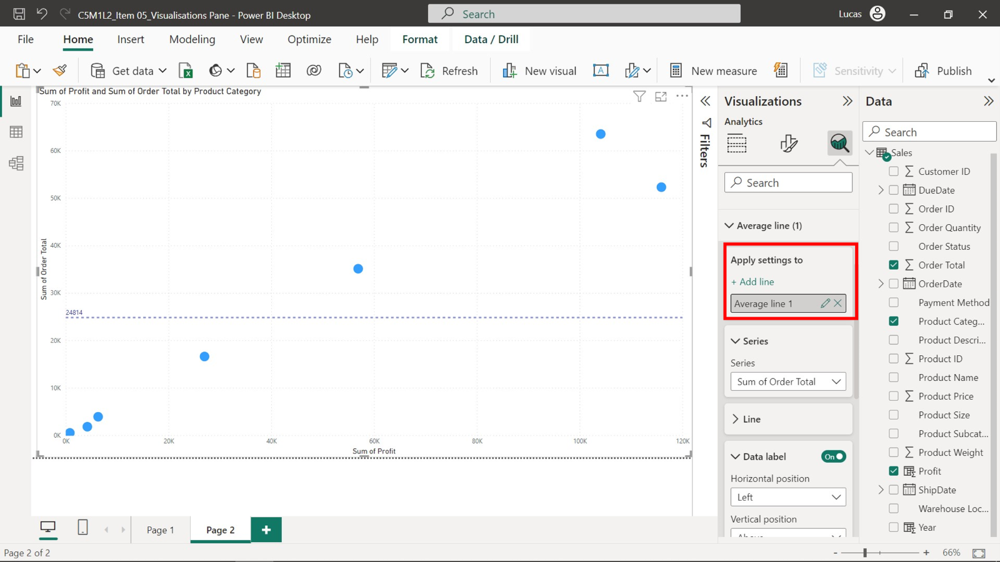 C5M1L2_Item 05_Visualisations Pane - Power BI Desktop
Search
Lucas
File Home Insert Modeling View Optimize Help Format Data / Drill
Get data Refresh New visual New measure Sensitivity Publish
Sum of Profit and Sum of Order Total by Product Category
70K
60K
50K
40K
30K
20K
10K
0K
Sum of Order Total
24814
0K 20K 40K 60K 80K 100K 120K
Sum of Profit
Filters
Visualizations
Analytics
Search
Average line (1)
Apply settings to
+ Add line
Average line 1
Series
Series
Sum of Order Total
Line
Data label On
Horizontal position
Left
Vertical position
Data
Search
Sales
Customer ID
DueDate
Order ID
Order Quantity
Order Status
Order Total
OrderDate
Payment Method
Product Categ...
Product Descri...
Product ID
Product Name
Product Price
Product Size
Product Subcat...
Product Weight
Profit
ShipDate
Warehouse Loc...
Year
Page 1 Page 2 +
Page 2 of 2
- + 66%